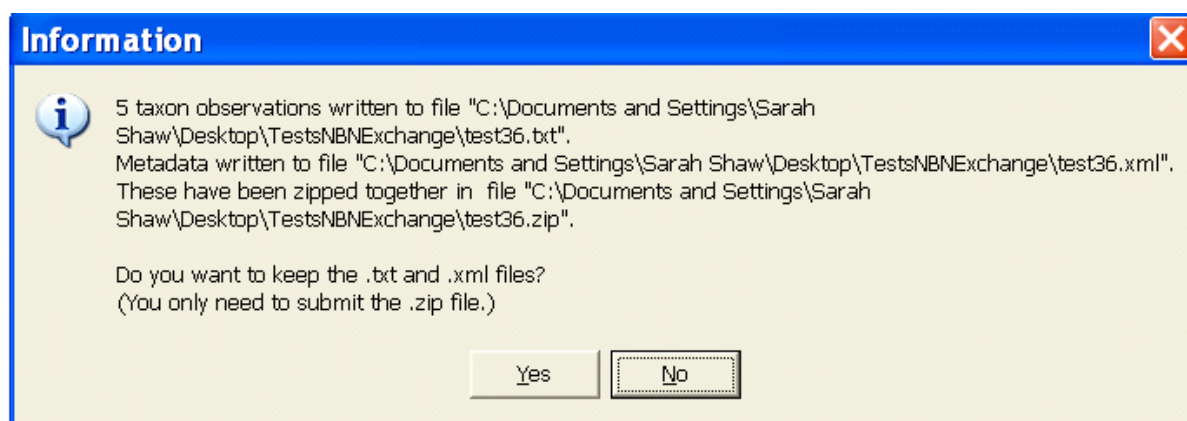 Information
5 taxon observations written to file "C:\Documents and Settings\Sarah
Shaw\Desktop\TestsNBNExchange\test36.txt".
Metadata written to file "C:\Documents and Settings\Sarah Shaw\Desktop\TestsNBNExchange\test36.xml".
These have been zipped together in  file "C:\Documents and Settings\Sarah
Shaw\Desktop\TestsNBNExchange\test36.zip".
Do you want to keep the .txt and .xml files?
(You only need to submit the .zip file.)
Yes
No